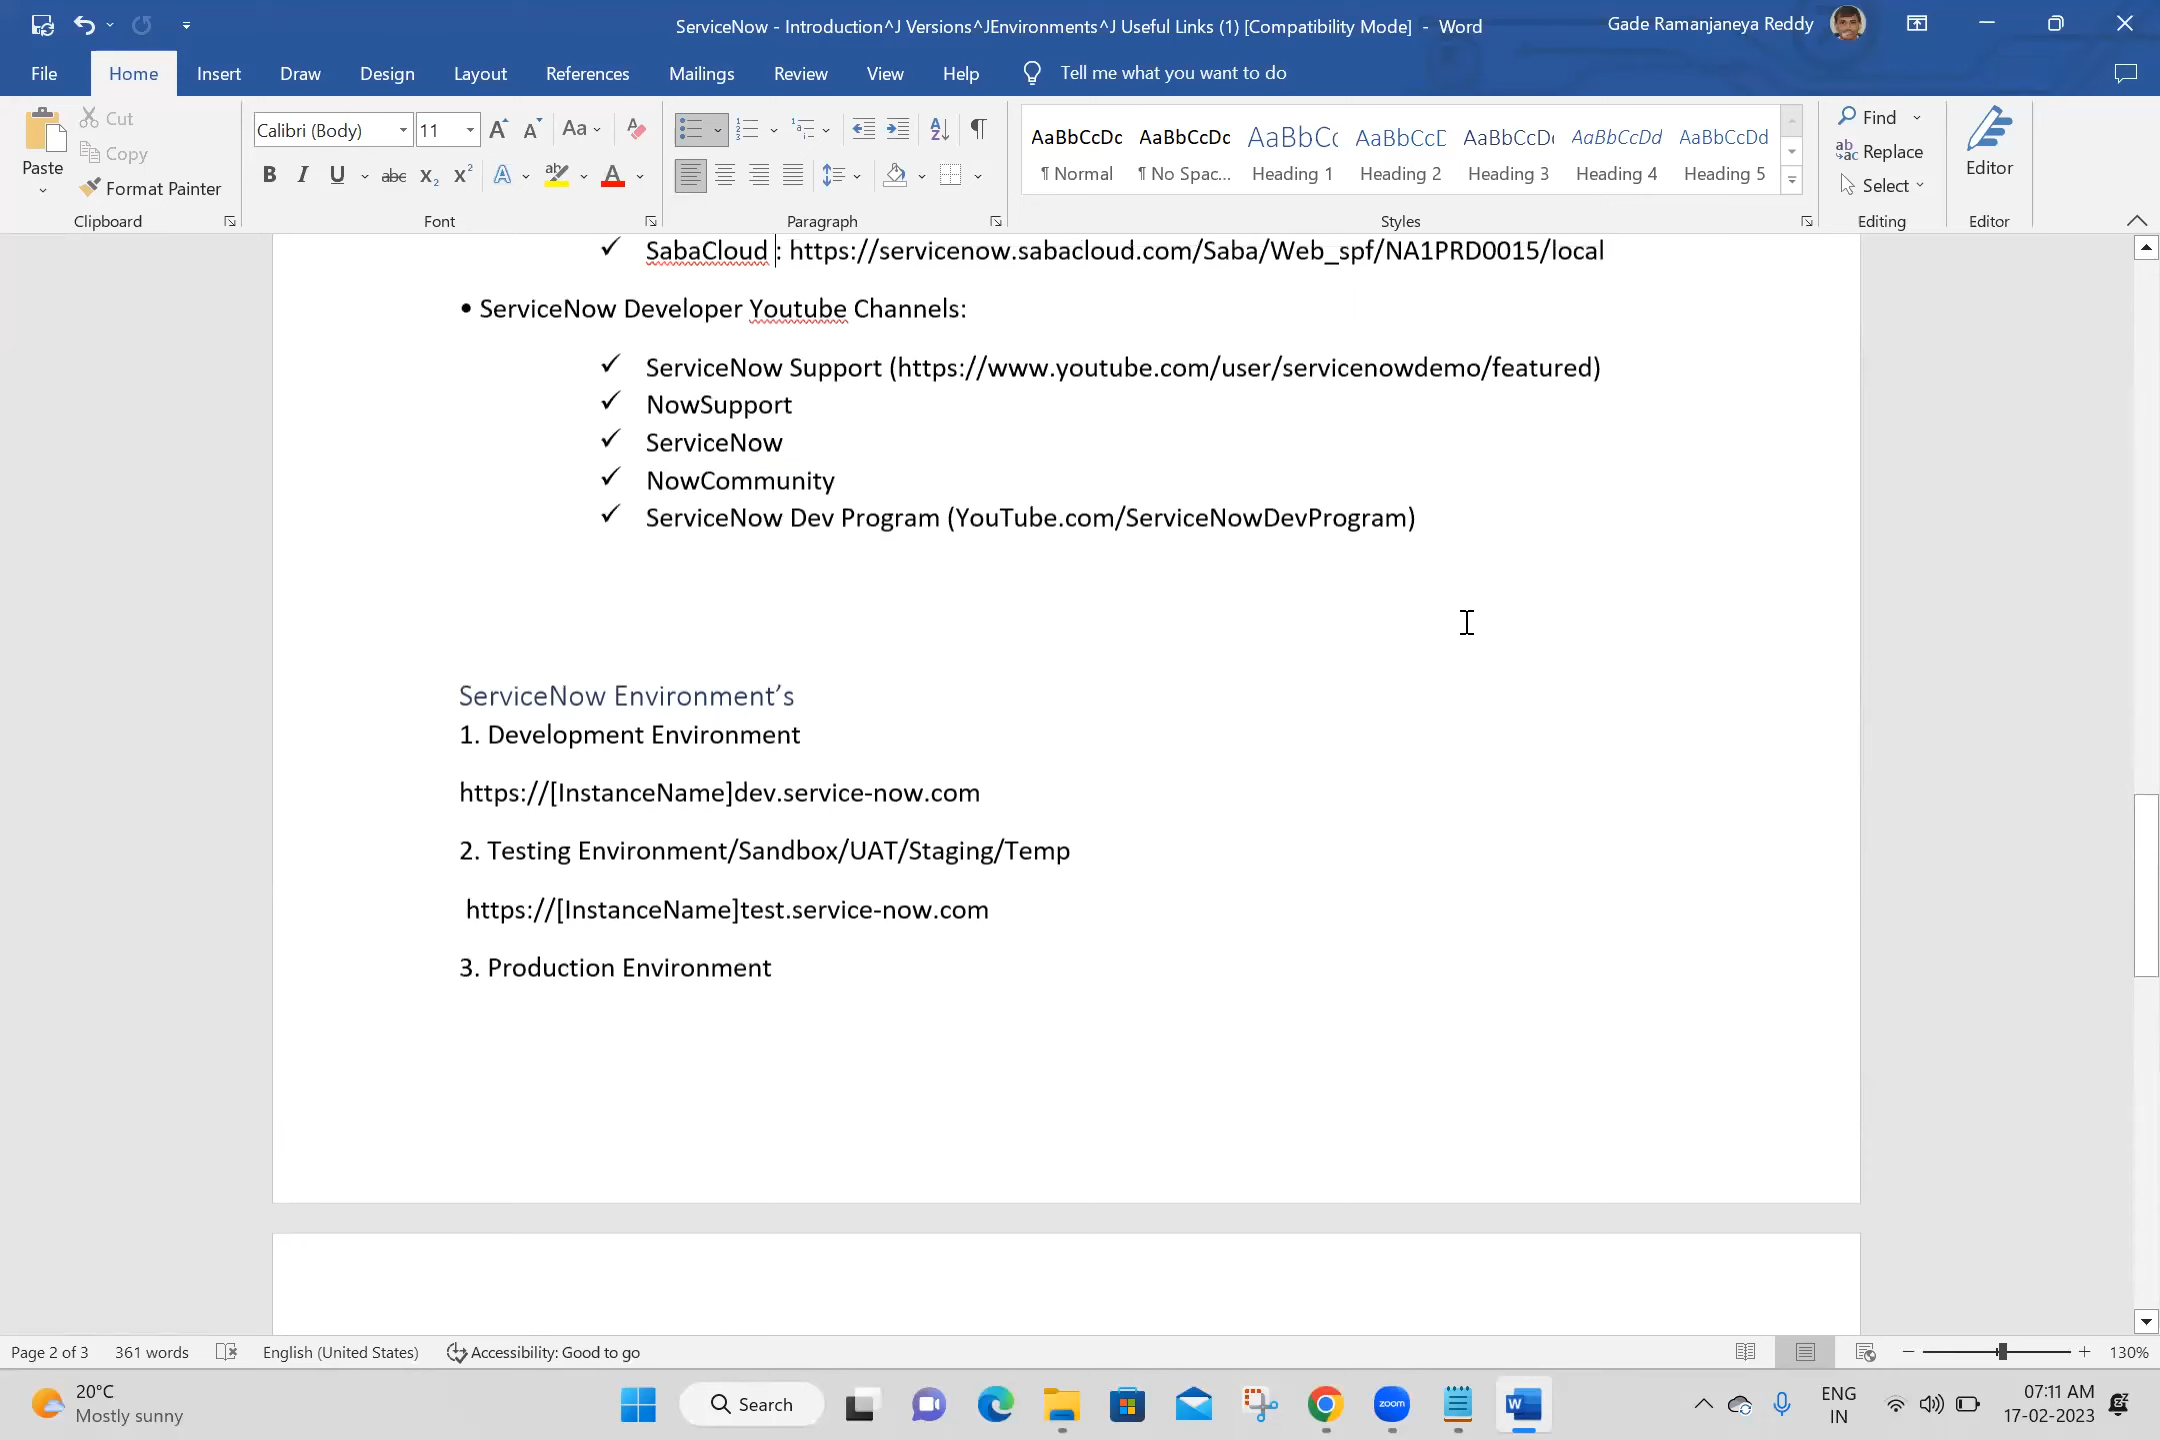 ServiceNow - Introduction^J Versions^JEnvironments^J Useful Links (1) [Compatibility Mode] - Word
Gade Ramanjaneya Reddy
File Home Insert Draw Design Layout References Mailings Review View Help Tell me what you want to do
Paste
Cut
Copy
Format Painter
Clipboard
Calibri (Body) 11
Font
Paragraph
AaBbCcDc AaBbCcDc AaBbCc AaBbCcD AaBbCcDc AaBbCcDd AaBbCcDd
¶ Normal ¶ No Spac... Heading 1 Heading 2 Heading 3 Heading 4 Heading 5
Styles
Find
Replace
Select
Editing
Editor
Editor
✓ SabaCloud : https://servicenow.sabacloud.com/Saba/Web_spf/NA1PRD0015/local
• ServiceNow Developer Youtube Channels:
✓ ServiceNow Support (https://www.youtube.com/user/servicenowdemo/featured)
✓ NowSupport
✓ ServiceNow
✓ NowCommunity
✓ ServiceNow Dev Program (YouTube.com/ServiceNowDevProgram)
ServiceNow Environment’s
1. Development Environment
https://[InstanceName]dev.service-now.com
2. Testing Environment/Sandbox/UAT/Staging/Temp
https://[InstanceName]test.service-now.com
3. Production Environment
Page 2 of 3 361 words English (United States) Accessibility: Good to go 130%
20°C
Mostly sunny
Search
zoom
ENG
IN
07:11 AM
17-02-2023